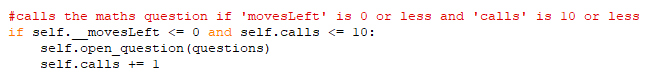 #calls the maths question if 'movesLeft' is 0 or less and 'calls' is 10 or less
if self.__movesLeft <= 0 and self.calls <= 10:
    self.open_question(questions)
    self.calls += 1